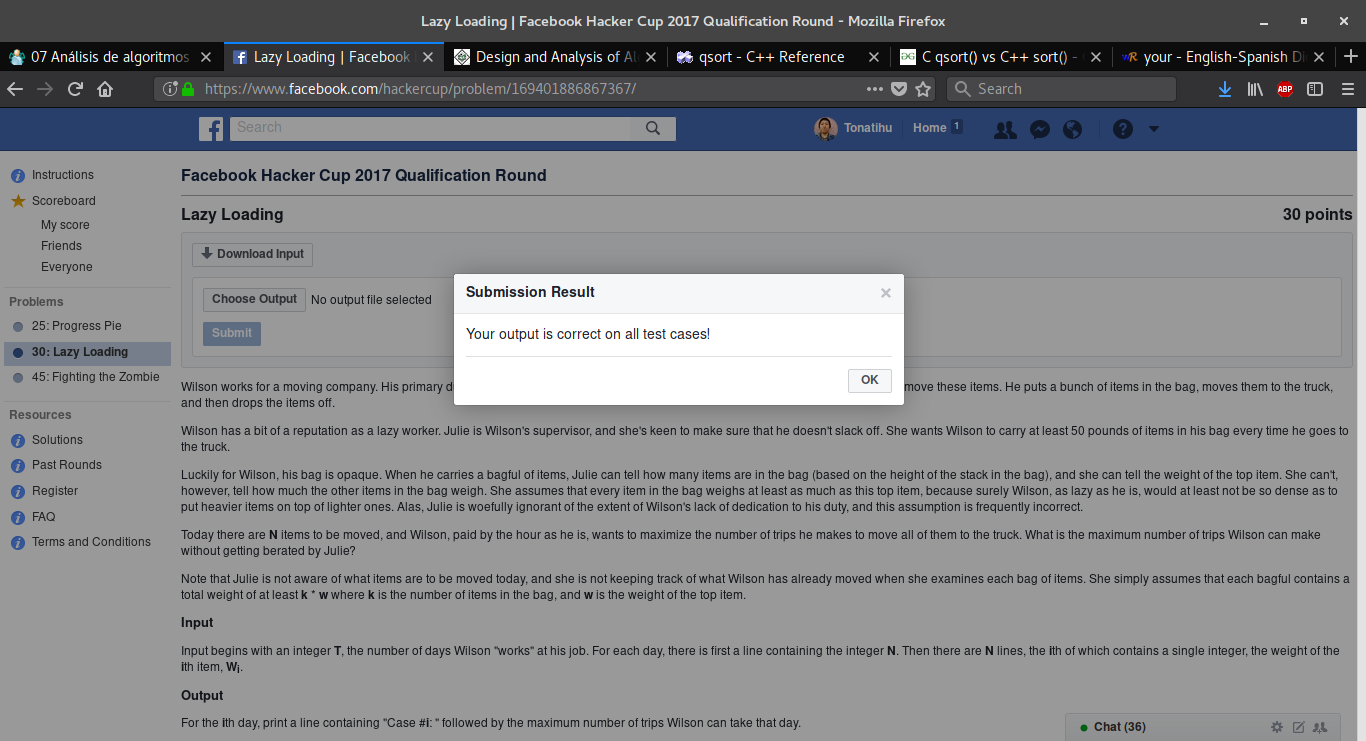 Lazy Loading | Facebook Hacker Cup 2017 Qualification Round - Mozilla Firefox
07 Análisis de algoritmos
Lazy Loading | Facebook
Design and Analysis of Al
qsort - C++ Reference
C qsort() vs C++ sort() -
your - English-Spanish Di
https://www.facebook.com/hackercup/problem/169401886867367/
Search
ABP
Search
Tonatihu
Home 1
Instructions
Scoreboard
My score
Friends
Everyone
Problems
25: Progress Pie
30: Lazy Loading
45: Fighting the Zombie
Resources
Solutions
Past Rounds
Register
FAQ
Terms and Conditions
Facebook Hacker Cup 2017 Qualification Round
Lazy Loading
30 points
Download Input
Choose Output No output file selected
Submit
Submission Result
Your output is correct on all test cases!
OK
Wilson works for a moving company. His primary d move these items. He puts a bunch of items in the bag, moves them to the truck,
and then drops the items off.
Wilson has a bit of a reputation as a lazy worker. Julie is Wilson's supervisor, and she's keen to make sure that he doesn't slack off. She wants Wilson to carry at least 50 pounds of items in his bag every time he goes to
the truck.
Luckily for Wilson, his bag is opaque. When he carries a bagful of items, Julie can tell how many items are in the bag (based on the height of the stack in the bag), and she can tell the weight of the top item. She can't,
however, tell how much the other items in the bag weigh. She assumes that every item in the bag weighs at least as much as this top item, because surely Wilson, as lazy as he is, would at least not be so dense as to
put heavier items on top of lighter ones. Alas, Julie is woefully ignorant of the extent of Wilson's lack of dedication to his duty, and this assumption is frequently incorrect.
Today there are N items to be moved, and Wilson, paid by the hour as he is, wants to maximize the number of trips he makes to move all of them to the truck. What is the maximum number of trips Wilson can make
without getting berated by Julie?
Note that Julie is not aware of what items are to be moved today, and she is not keeping track of what Wilson has already moved when she examines each bag of items. She simply assumes that each bagful contains a
total weight of at least k * w where k is the number of items in the bag, and w is the weight of the top item.
Input
Input begins with an integer T, the number of days Wilson "works" at his job. For each day, there is first a line containing the integer N. Then there are N lines, the ith of which contains a single integer, the weight of the
ith item, Wi.
Output
For the ith day, print a line containing "Case #i: " followed by the maximum number of trips Wilson can take that day.
Chat (36)